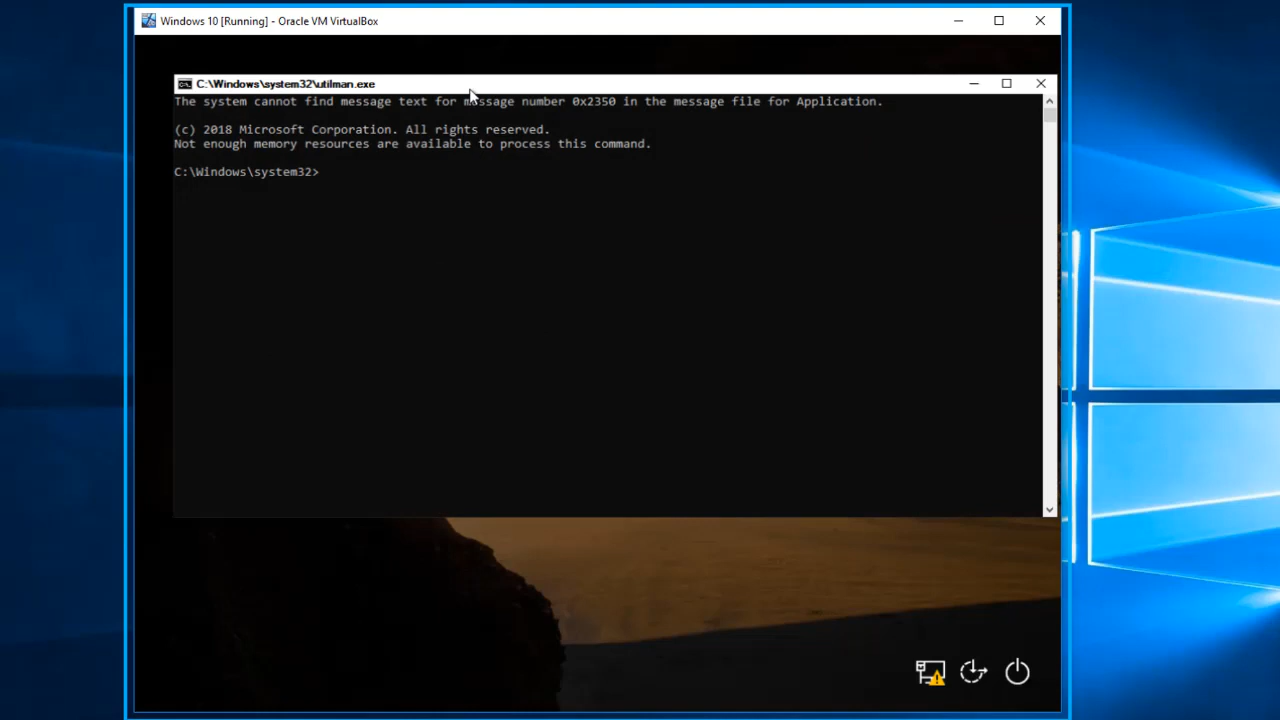 Windows 10 [Running] - Oracle VM VirtualBox
C:\Windows\system32\utilman.exe
The system cannot find message text for message number 0x2350 in the message file for Application.
(c) 2018 Microsoft Corporation. All rights reserved.
Not enough memory resources are available to process this command.
C:\Windows\system32>